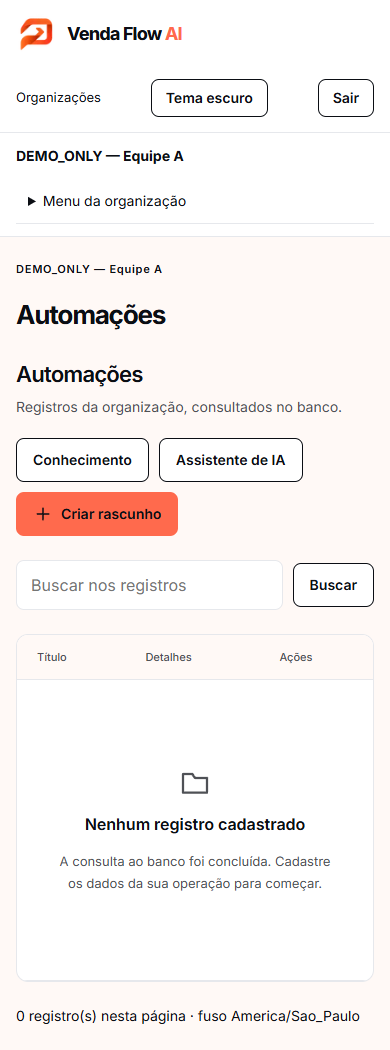 Venda Flow AI
Organizações
Tema escuro
Sair
DEMO_ONLY — Equipe A
Menu da organização
DEMO_ONLY — Equipe A
Automações
Automações
Registros da organização, consultados no banco.
Conhecimento
Assistente de IA
Criar rascunho
Buscar nos registros
Buscar
Título
Detalhes
Ações
Nenhum registro cadastrado
A consulta ao banco foi concluída. Cadastre
os dados da sua operação para começar.
0 registro(s) nesta página · fuso America/Sao_Paulo